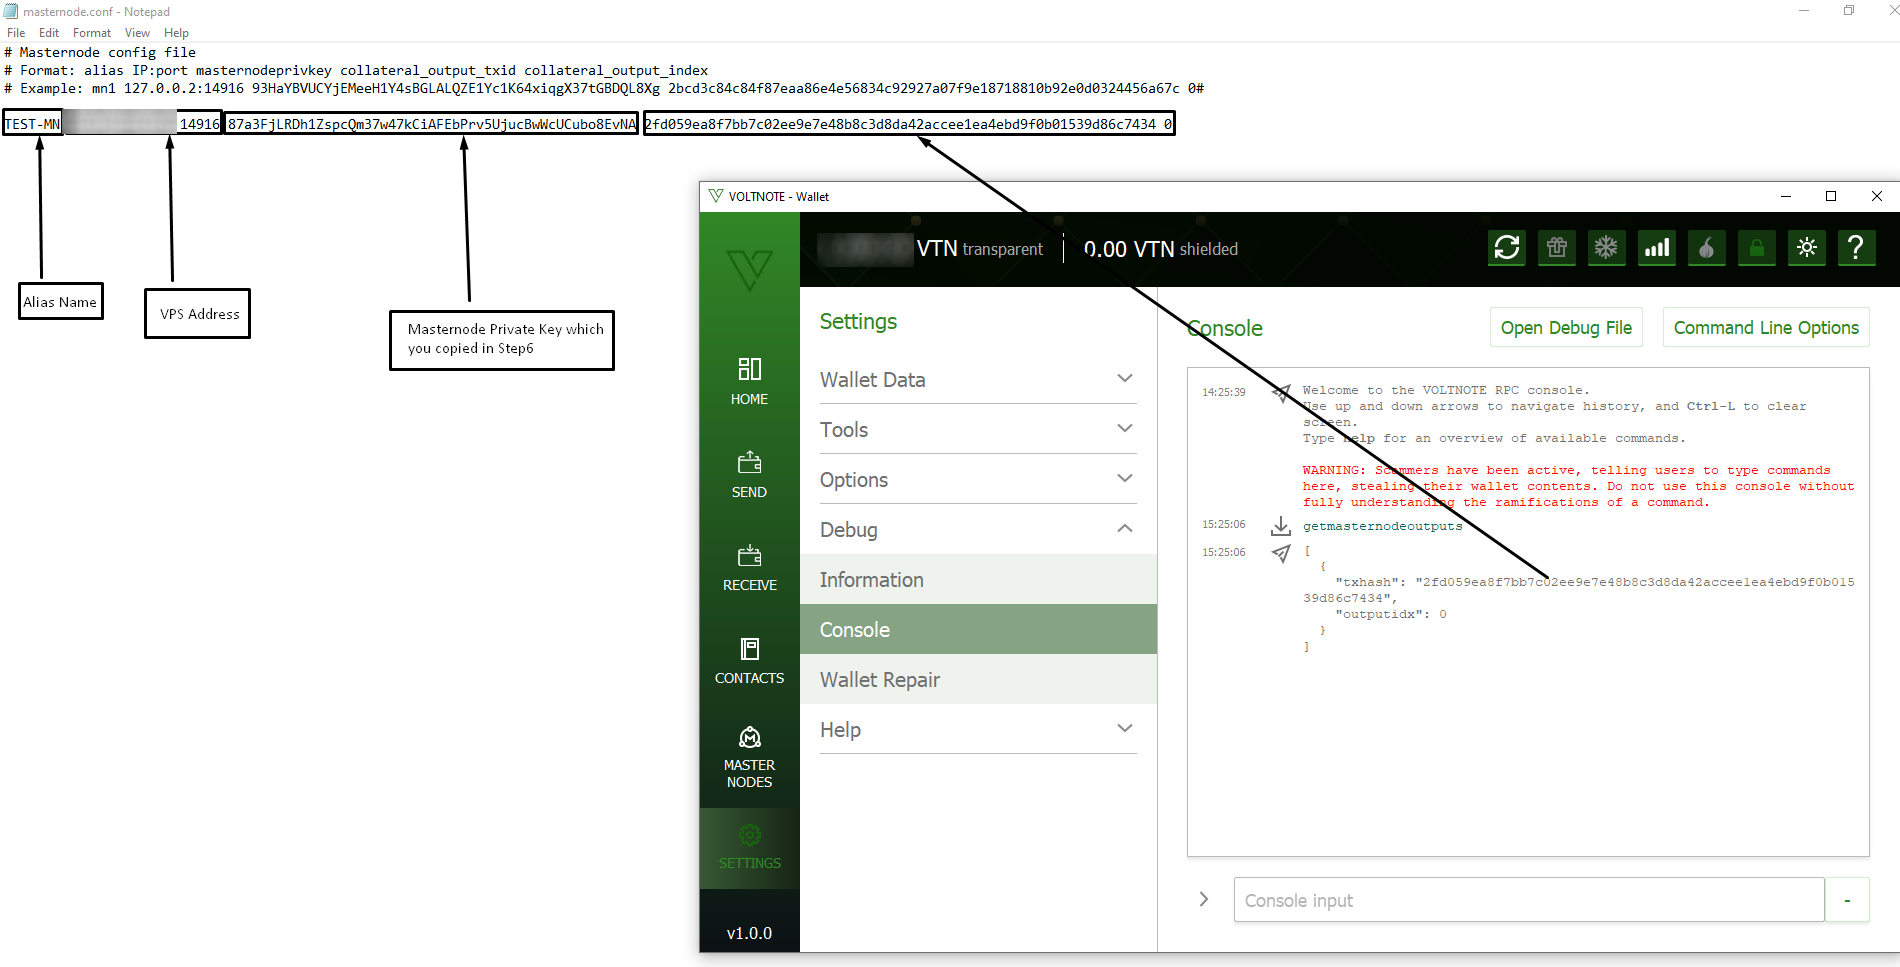 masternode.conf - Notepad
File Edit Format View Help
# Masternode config file
# Format: alias IP:port masternodeprivkey collateral_output_txid collateral_output_index
# Example: mn1 127.0.0.2:14916 93HaYBVUCYjEMeeH1Y4sBGLALQZE1Yc1K64xiqgX37tGBDQL8Xg 2bcd3c84c84f87eaa86e4e56834c92927a07f9e18718810b92e0d0324456a67c 0#
TEST-MN 14916 87a3FjLRDh1ZspcQm37w47kCiAFEbPrv5UjucBwWcUCubo8EvNA 2fd059ea8f7bb7c02ee9e7e48b8c3d8da42accee1ea4ebd9f0b01539d86c7434 0
Alias Name
VPS Address
Masternode Private Key which
you copied in Step6
VOLTNOTE - Wallet
VTN transparent
0.00 VTN shielded
HOME
SEND
RECEIVE
CONTACTS
MASTER
NODES
SETTINGS
v1.0.0
Settings
Wallet Data
Tools
Options
Debug
Information
Console
Wallet Repair
Help
Console
Open Debug File
Command Line Options
14:25:39
Welcome to the VOLTNOTE RPC console.
Use up and down arrows to navigate history, and Ctrl-L to clear
screen.
Type help for an overview of available commands.
WARNING: Scammers have been active, telling users to type commands
here, stealing their wallet contents. Do not use this console without
fully understanding the ramifications of a command.
15:25:06 getmasternodeoutputs
15:25:06 [
{
"txhash": "2fd059ea8f7bb7c02ee9e7e48b8c3d8da42accee1ea4ebd9f0b015
39d86c7434",
"outputidx": 0
}
]
Console input
-